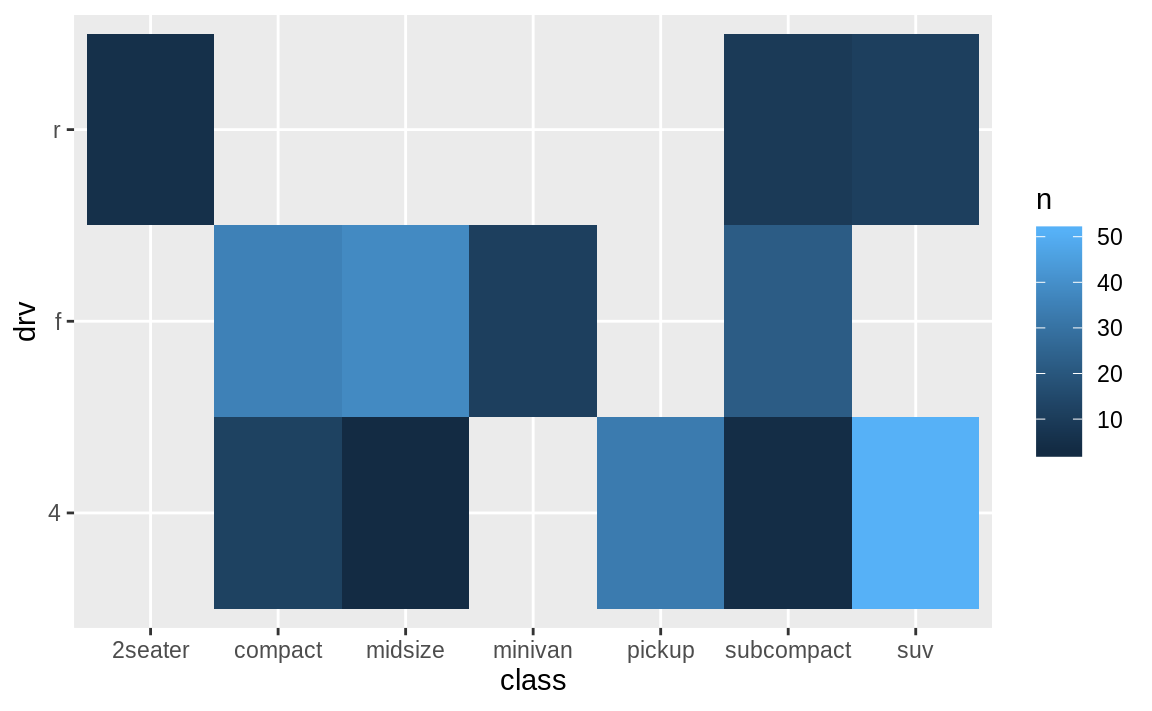 r
f
4
drv
2seater compact midsize minivan pickup subcompact suv
class
n
50
40
30
20
10